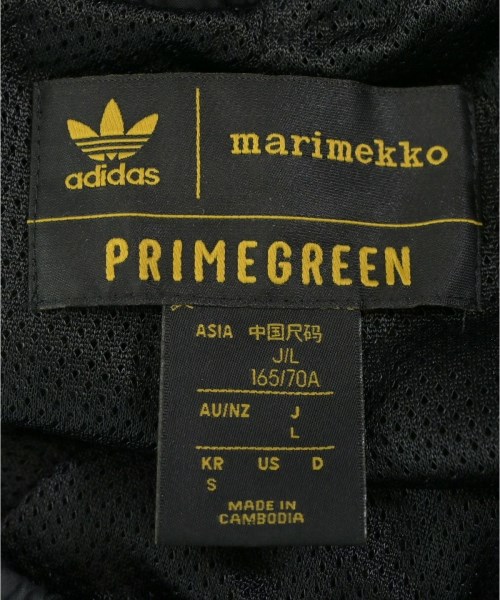 adidas
marimekko
PRIMEGREEN
ASIA 中国尺码
J/L
165/70A
AU/NZ J
L
KR US D
S
MADE IN
CAMBODIA